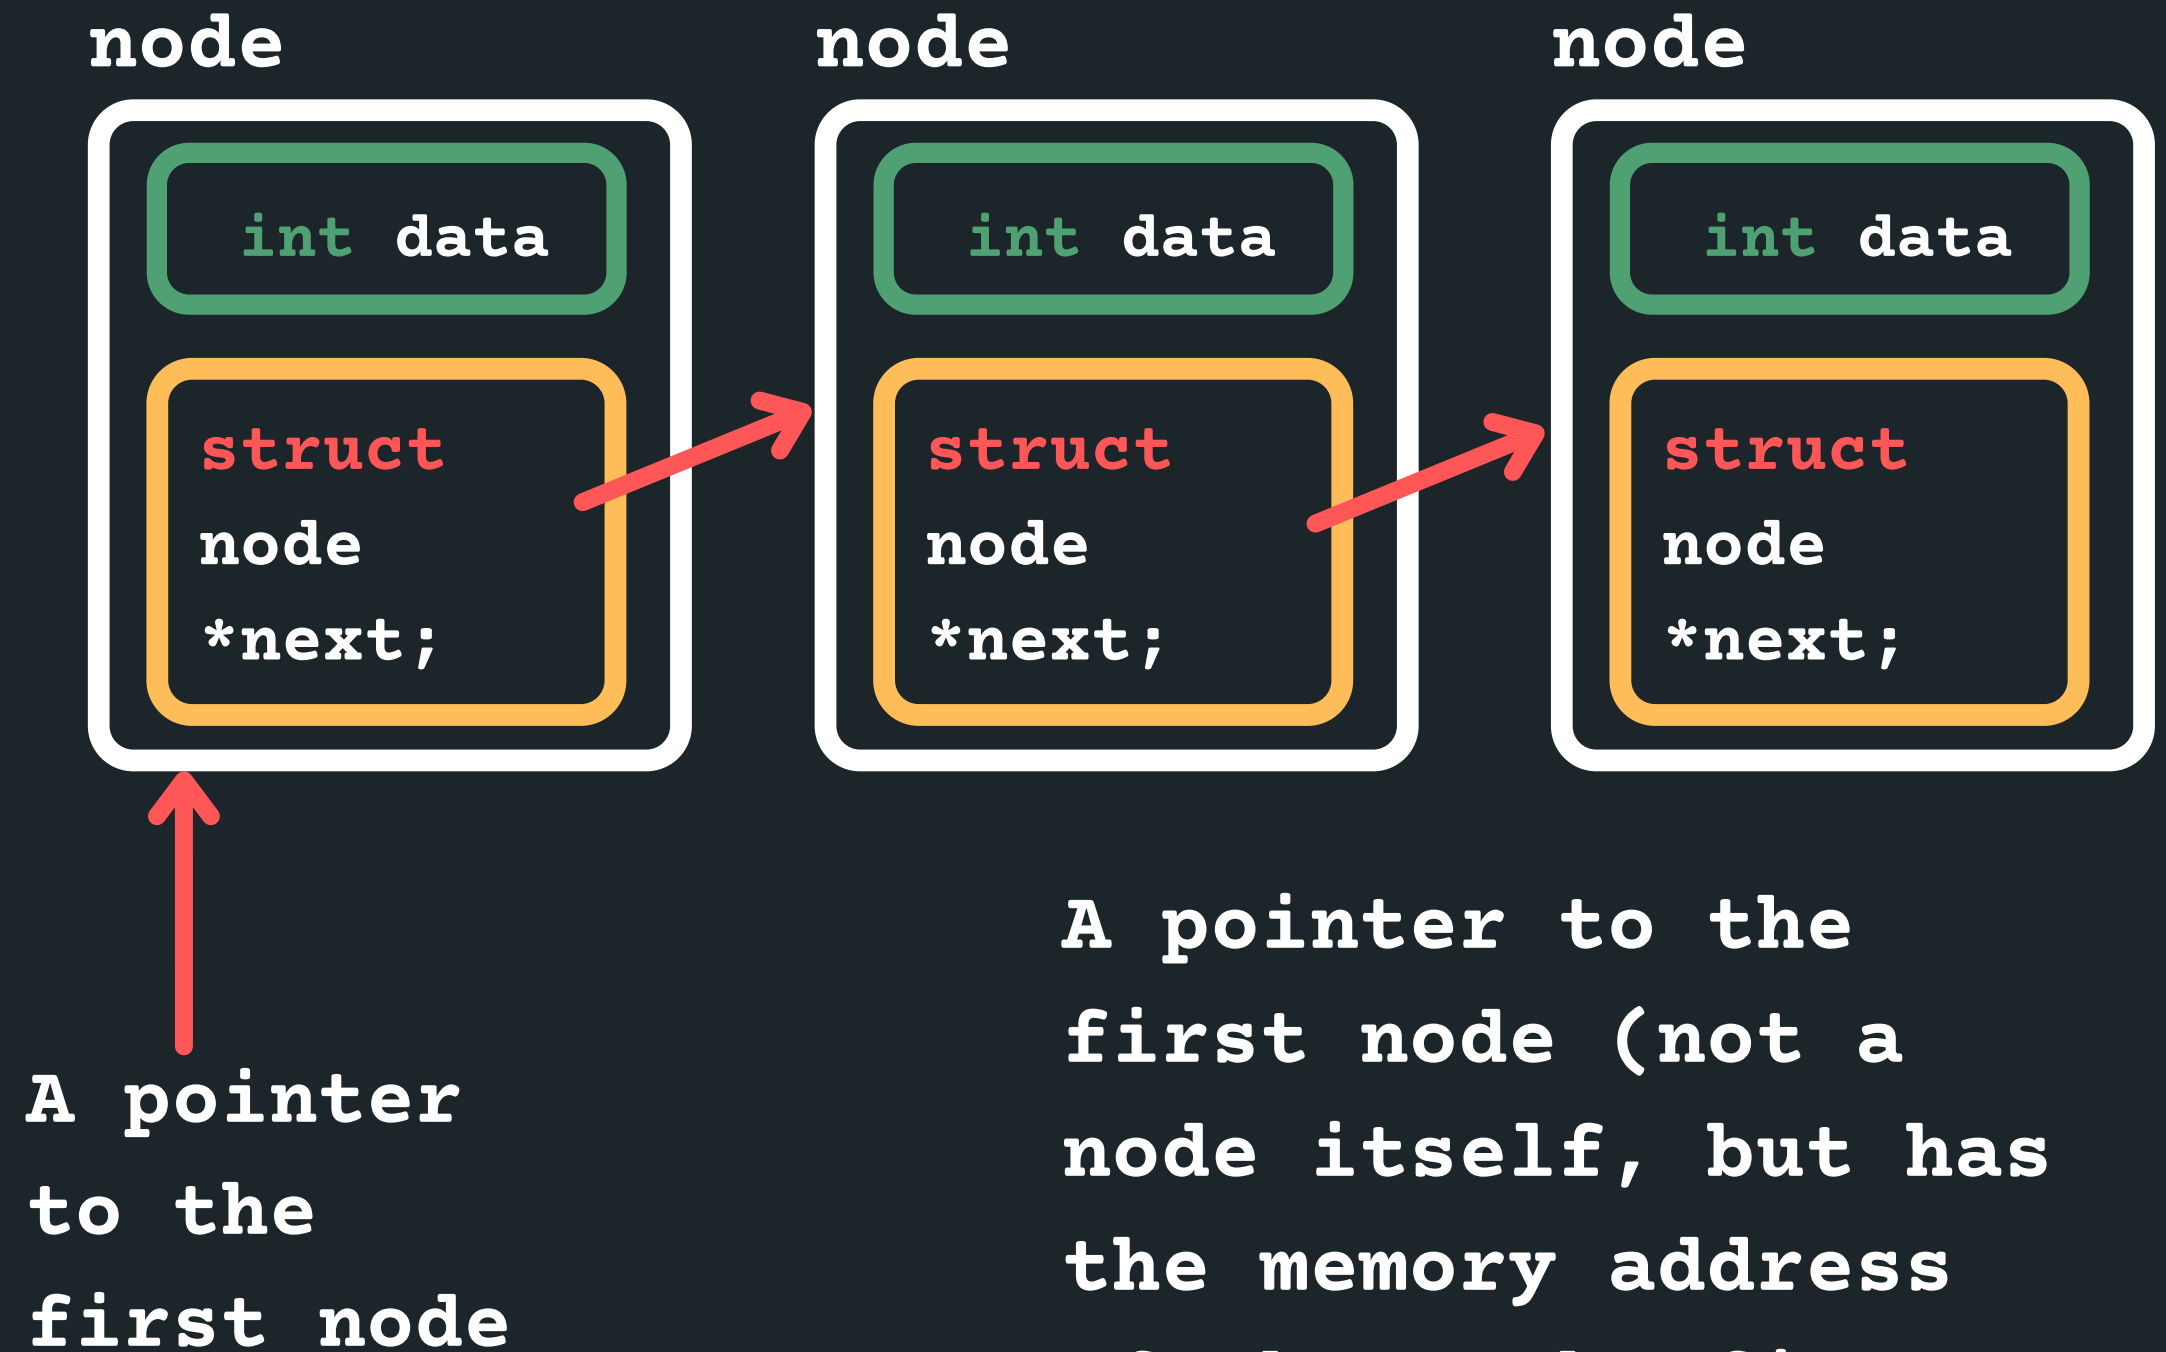 node
int data
struct
node
*next;
node
int data
struct
node
*next;
node
int data
struct
node
*next;
A pointer
to the
first node
A pointer to the
first node (not a
node itself, but has
the memory address